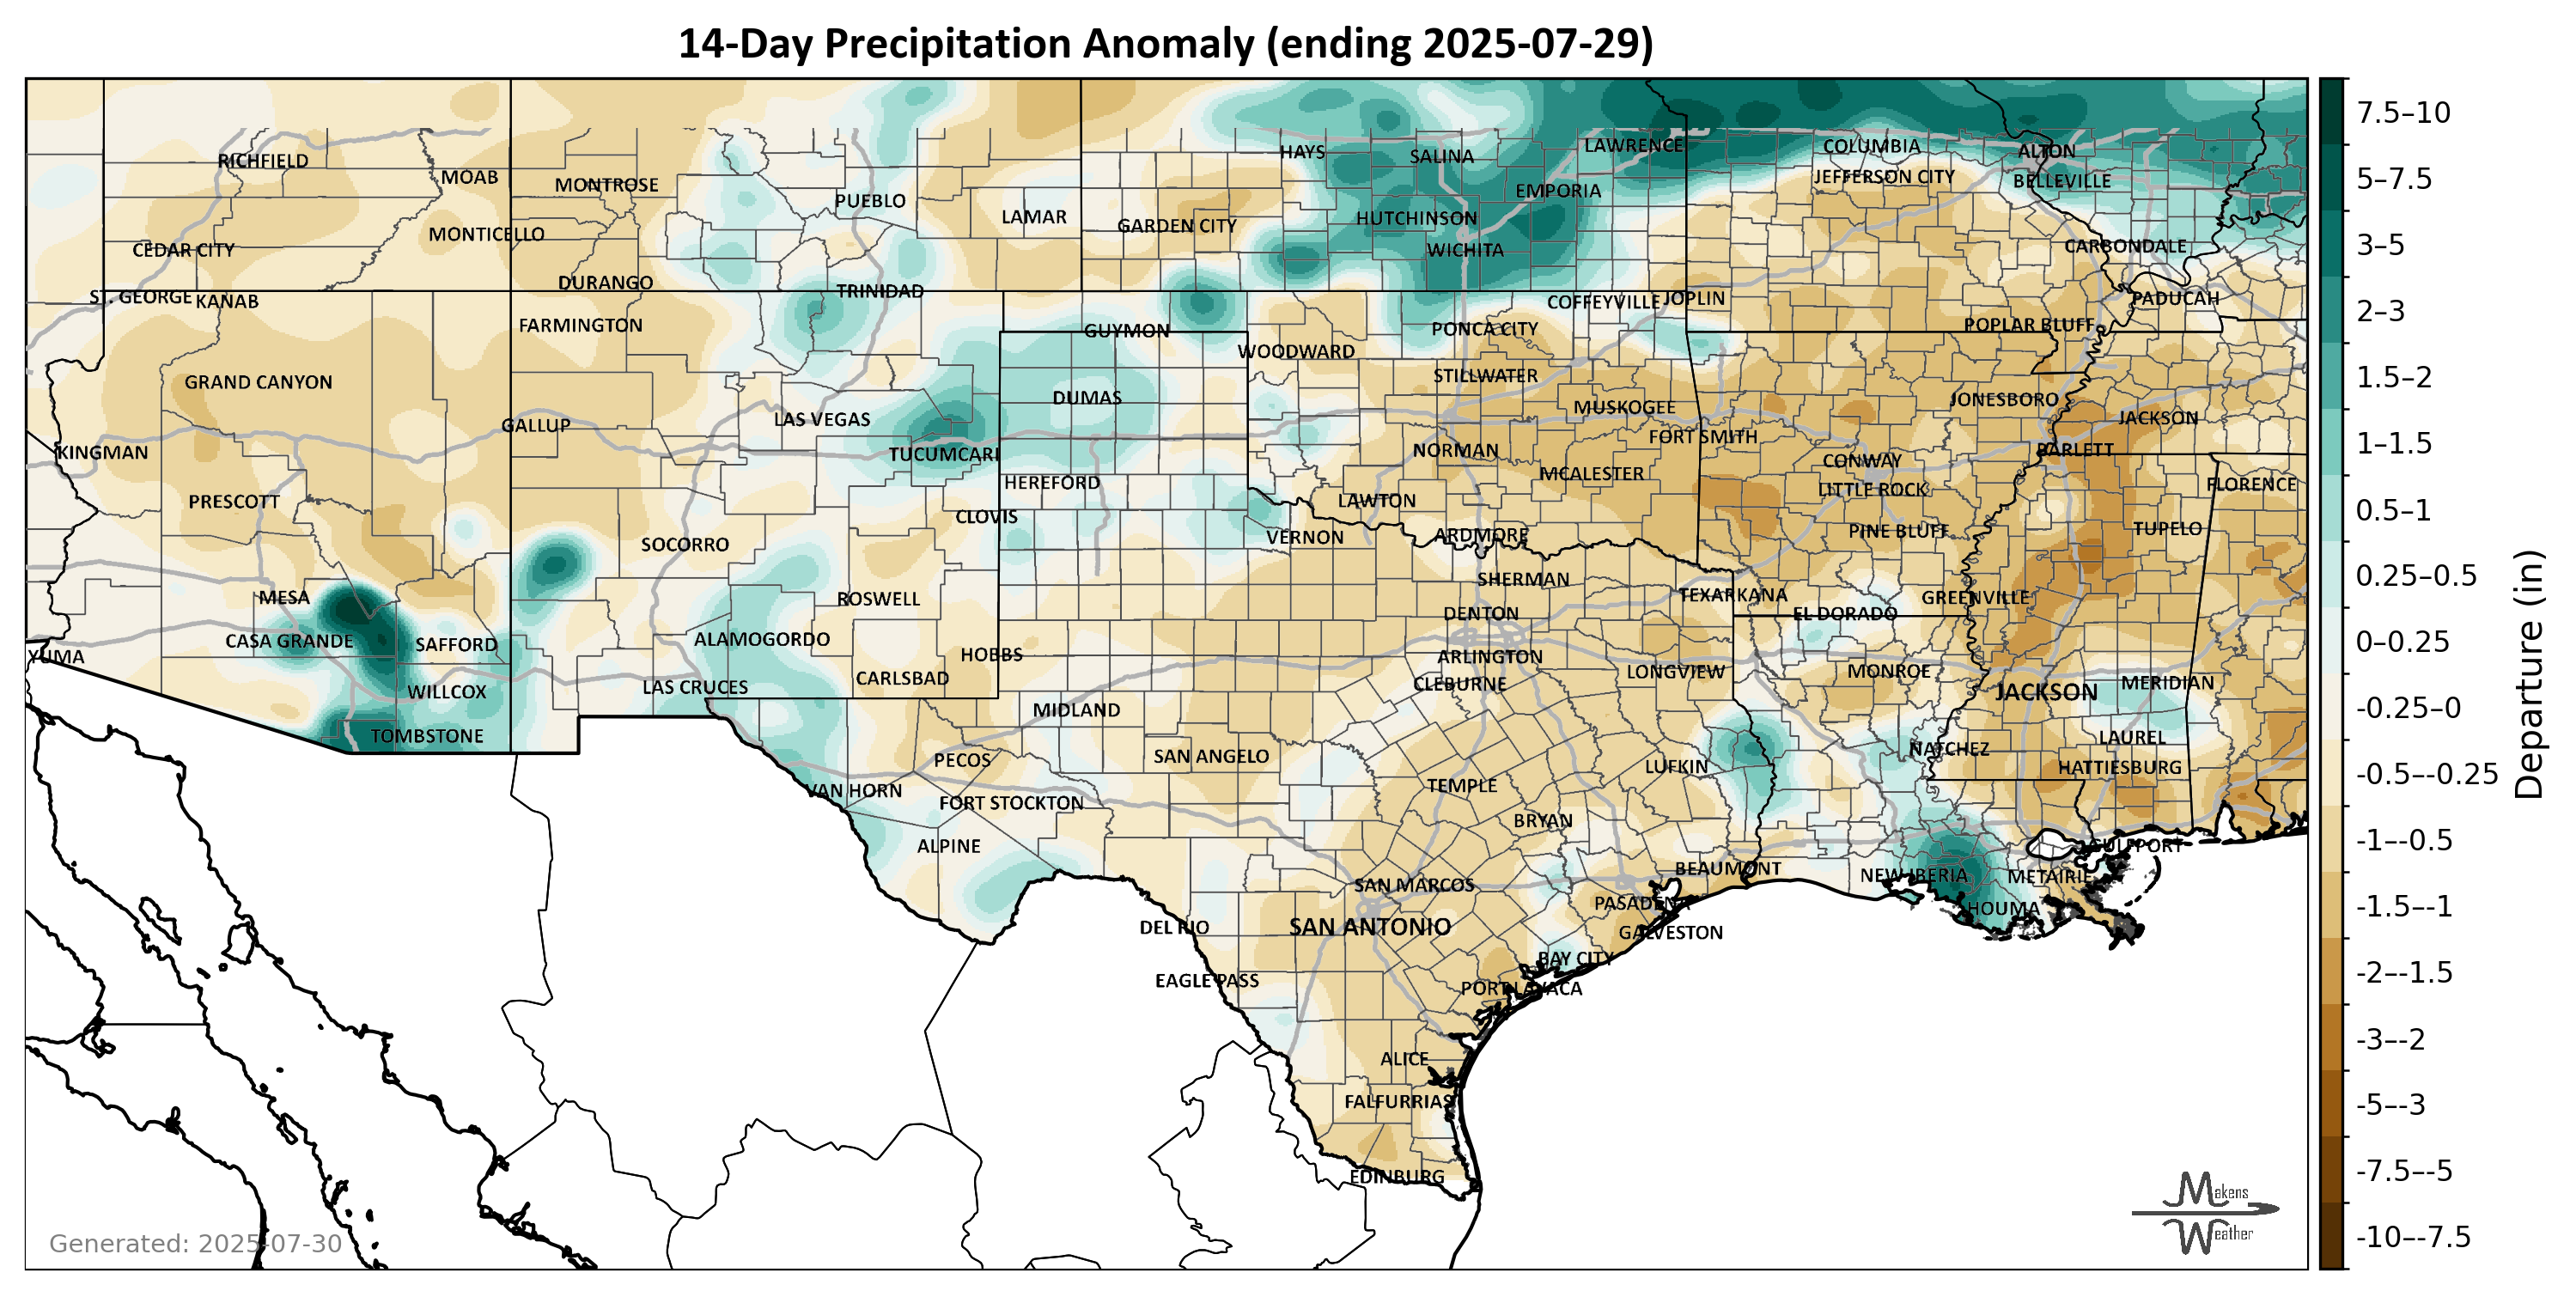 14-Day Precipitation Anomaly (ending 2025-07-29)
HAYS
SALINA
LAWRENCE
COLUMBIA
ALTON
RICHFIELD
MOAB
MONTROSE
EMPORIA
JEFFERSON CITY
BELLEVILLE
PUEBLO
LAMAR
GARDEN CITY
HUTCHINSON
MONTICELLO
CEDAR CITY
WICHITA
CARBONDALE
DURANGO
TRINIDAD
ST. GEORGE
KANAB
COFFEYVILLE
JOPLIN
PADUCAH
FARMINGTON
GUYMON
PONCA CITY
POPLAR BLUFF
WOODWARD
GRAND CANYON
STILLWATER
DUMAS
MUSKOGEE
JONESBORO
GALLUP
LAS VEGAS
JACKSON
FORT SMITH
KINGMAN
TUCUMCARI
NORMAN
BARLETT
CONWAY
PRESCOTT
HEREFORD
MCALESTER
LITTLE ROCK
FLORENCE
LAWTON
CLOVIS
VERNON
ARDMORE
PINE BLUFF
TUPELO
SOCORRO
SHERMAN
MESA
ROSWELL
DENTON
TEXARKANA
EL DORADO
GREENVILLE
CASA GRANDE
SAFFORD
ALAMOGORDO
YUMA
HOBBS
ARLINGTON
CARLSBAD
CLEBURNE
LONGVIEW
MONROE
WILLCOX
LAS CRUCES
JACKSON
MERIDIAN
MIDLAND
TOMBSTONE
PECOS
SAN ANGELO
LUFKIN
NATCHEZ
LAUREL
HATTIESBURG
VAN HORN
FORT STOCKTON
TEMPLE
BRYAN
ALPINE
GULFPORT
SAN MARCOS
BEAUMONT
NEW IBERIA
METAIRIE
PASADENA
HOUMA
DEL RIO
SAN ANTONIO
GALVESTON
BAY CITY
EAGLE PASS
PORT LAVACA
ALICE
FALFURRIAS
EDINBURG
Generated: 2025-07-30
Makens
Weather
7.5–10
5–7.5
3–5
2–3
1.5–2
1–1.5
0.5–1
0.25–0.5
0–0.25
-0.25–0
-0.5–-0.25
-1–-0.5
-1.5–-1
-2–-1.5
-3–-2
-5–-3
-7.5–-5
-10–-7.5
Departure (in)